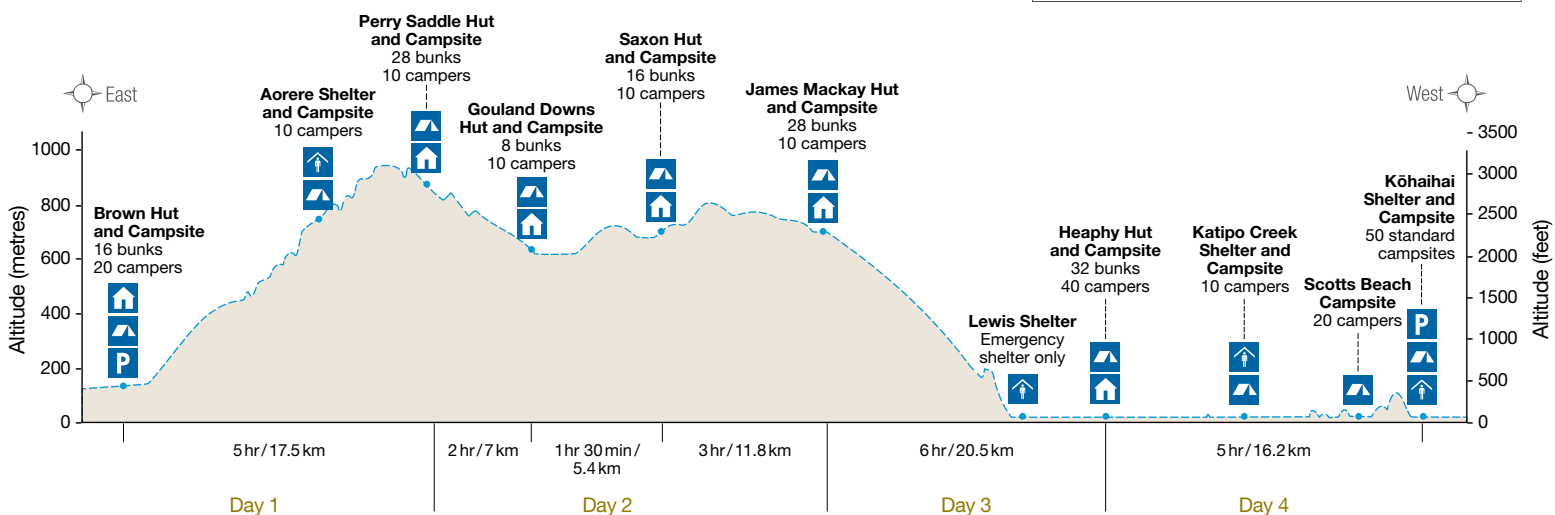 East
West
Perry Saddle Hut
and Campsite
28 bunks
10 campers
Saxon Hut
and Campsite
16 bunks
10 campers
Aorere Shelter
and Campsite
10 campers
Gouland Downs
Hut and Campsite
8 bunks
10 campers
James Mackay Hut
and Campsite
28 bunks
10 campers
Brown Hut
and Campsite
16 bunks
20 campers
P
Heaphy Hut
and Campsite
32 bunks
40 campers
Lewis Shelter
Emergency
shelter only
Katipo Creek
Shelter and
Campsite
10 campers
Scotts Beach
Campsite
20 campers
Kōhaihai
Shelter and
Campsite
50 standard
campsites
P
Altitude (metres)
1000
800
600
400
200
0
Altitude (feet)
3500
3000
2500
2000
1500
1000
500
0
5 hr/17.5 km
2 hr/7 km
1 hr 30 min/
5.4 km
3 hr/11.8 km
6 hr/20.5 km
5 hr/16.2 km
Day 1
Day 2
Day 3
Day 4